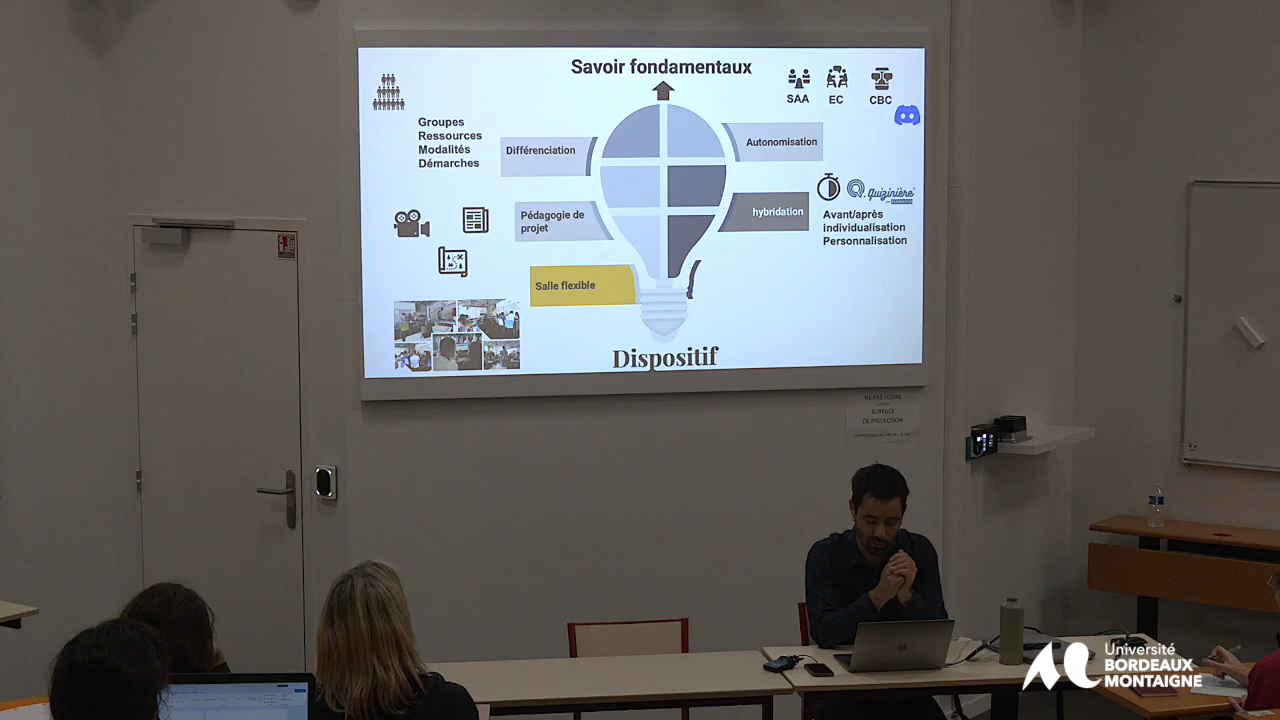 Savoir fondamentaux
SAA
EC
CBC
Groupes
Ressources
Modalités
Démarches
Différenciation
Autonomisation
Pédagogie de
projet
hybridation
Quizinière
Avant/après
individualisation
Personnalisation
Salle flexible
Dispositif
NE PAS ECRIRE
SURFACE
DE PROJECTION
Université
BORDEAUX
MONTAIGNE